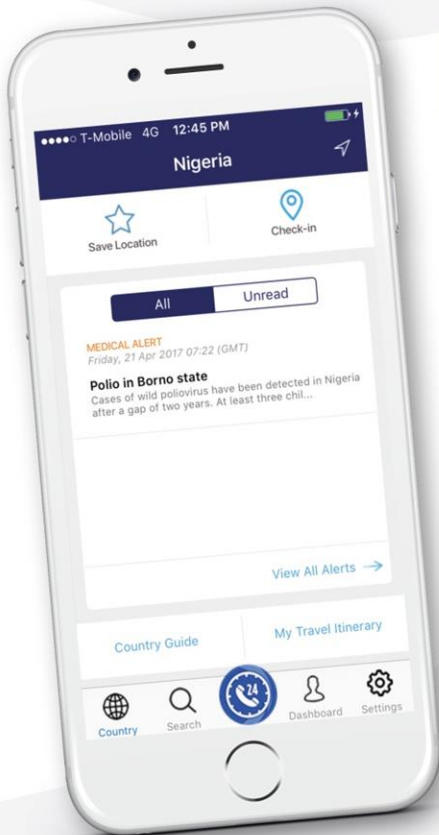 T-Mobile 4G 12:45 PM
Nigeria
Save Location
Check-in
All
Unread
MEDICAL ALERT
Friday, 21 Apr 2017 07:22 (GMT)
Polio in Borno state
Cases of wild poliovirus have been detected in Nigeria
after a gap of two years. At least three chil...
View All Alerts →
Country Guide
My Travel Itinerary
24
Country
Search
Dashboard
Settings